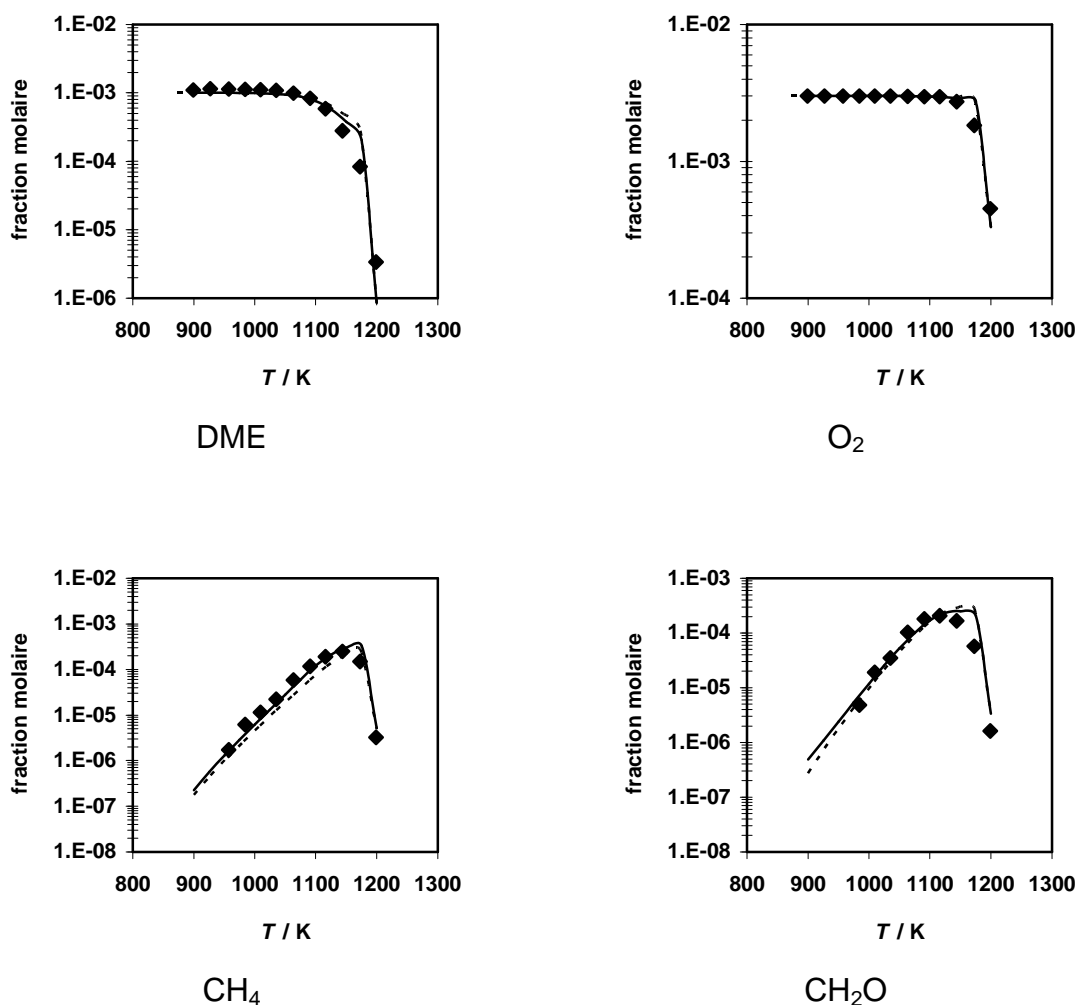 1.E-02
1.E-03
1.E-04
1.E-05
1.E-06
fraction molaire
800 900 1000 1100 1200 1300
T / K
DME
1.E-02
1.E-03
1.E-04
fraction molaire
800 900 1000 1100 1200 1300
T / K
O₂
1.E-02
1.E-03
1.E-04
1.E-05
1.E-06
1.E-07
1.E-08
fraction molaire
800 900 1000 1100 1200 1300
T / K
CH₄
1.E-03
1.E-04
1.E-05
1.E-06
1.E-07
1.E-08
fraction molaire
800 900 1000 1100 1200 1300
T / K
CH₂O